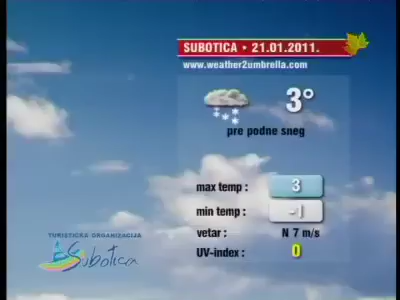 SUBOTICA • 21.01.2011.
www.weather2umbrella.com
3°
pre podne sneg
max temp : 3
min temp : -1
vetar : N 7 m/s
UV-index : 0
TURISTIČKA ORGANIZACIJA
Subotica